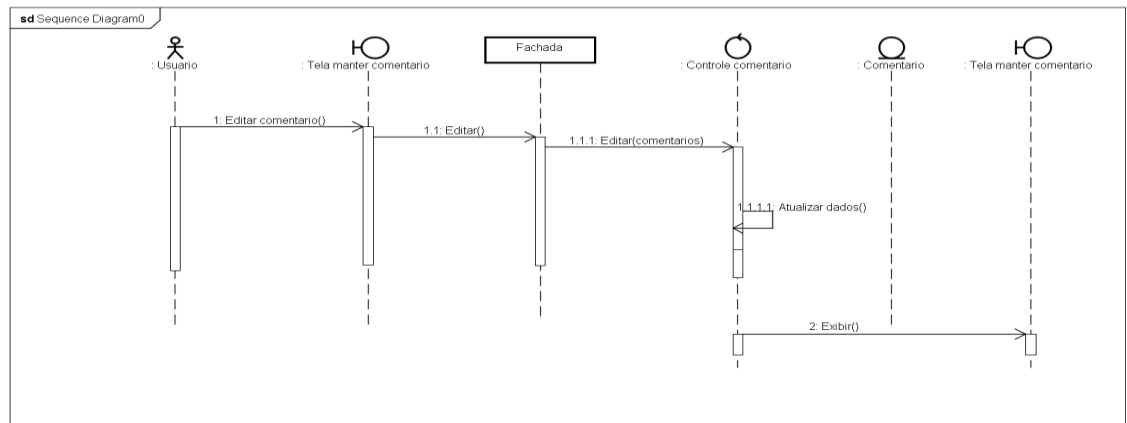 sd Sequence Diagram0
Fachada
: Usuario
: Tela manter comentario
: Controle comentario
: Comentario
: Tela manter comentario
1: Editar comentario()
1.1: Editar()
1.1.1: Editar(comentarios)
1.1.1.1: Atualizar dados()
2: Exibir()